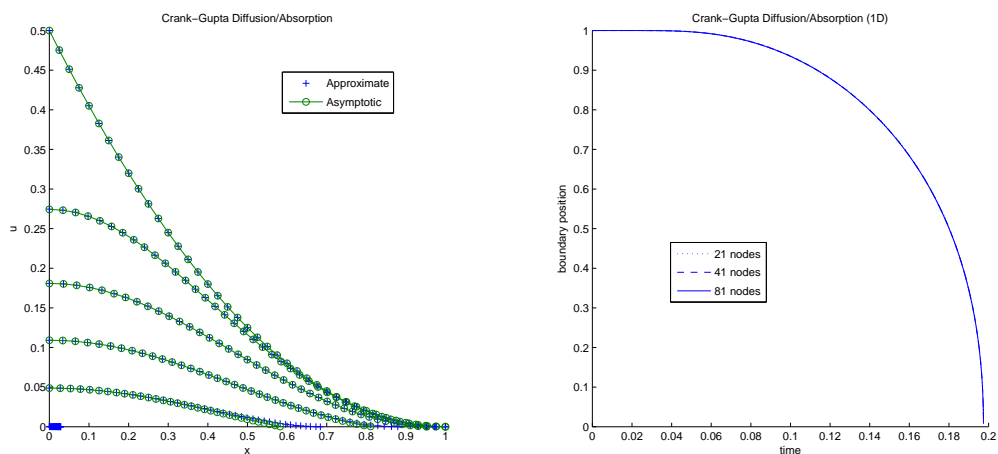 Crank−Gupta Diffusion/Absorption
0.5
0.45
0.4
0.35
0.3
0.25
0.2
0.15
0.1
0.05
0
u
Approximate
Asymptotic
0 0.1 0.2 0.3 0.4 0.5 0.6 0.7 0.8 0.9 1
x
Crank−Gupta Diffusion/Absorption (1D)
1
0.9
0.8
0.7
0.6
0.5
0.4
0.3
0.2
0.1
0
boundary position
21 nodes
41 nodes
81 nodes
0 0.02 0.04 0.06 0.08 0.1 0.12 0.14 0.16 0.18 0.2
time